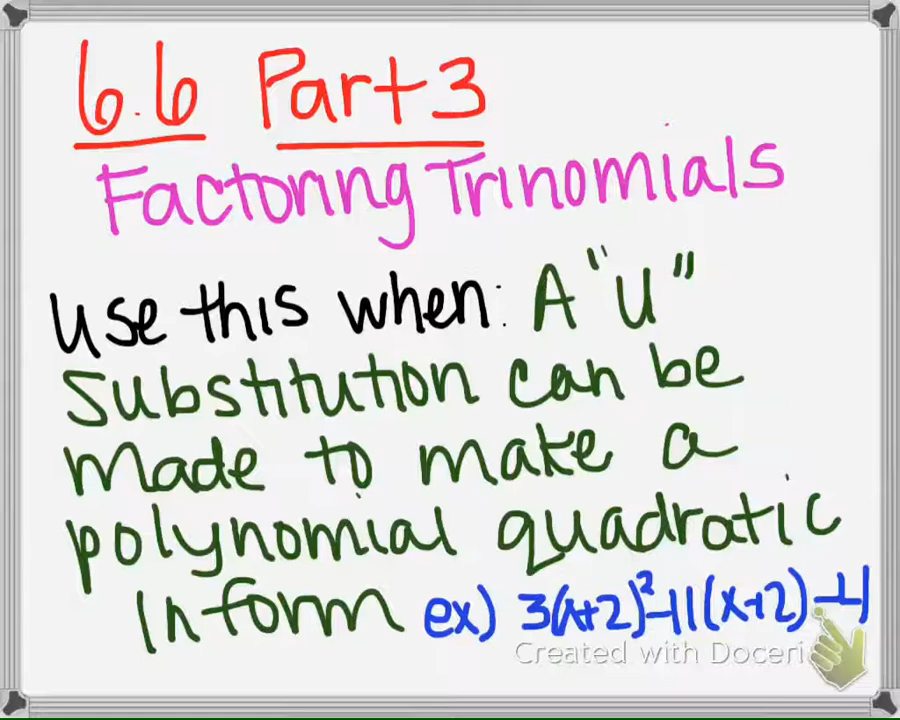 6.6 Part 3
Factoring Trinomials
Use this when: A "U"
Substitution can be
made to make a
polynomial quadratic
in form ex) 3(x+2)²-11(x+2)-4
Created with Doceri